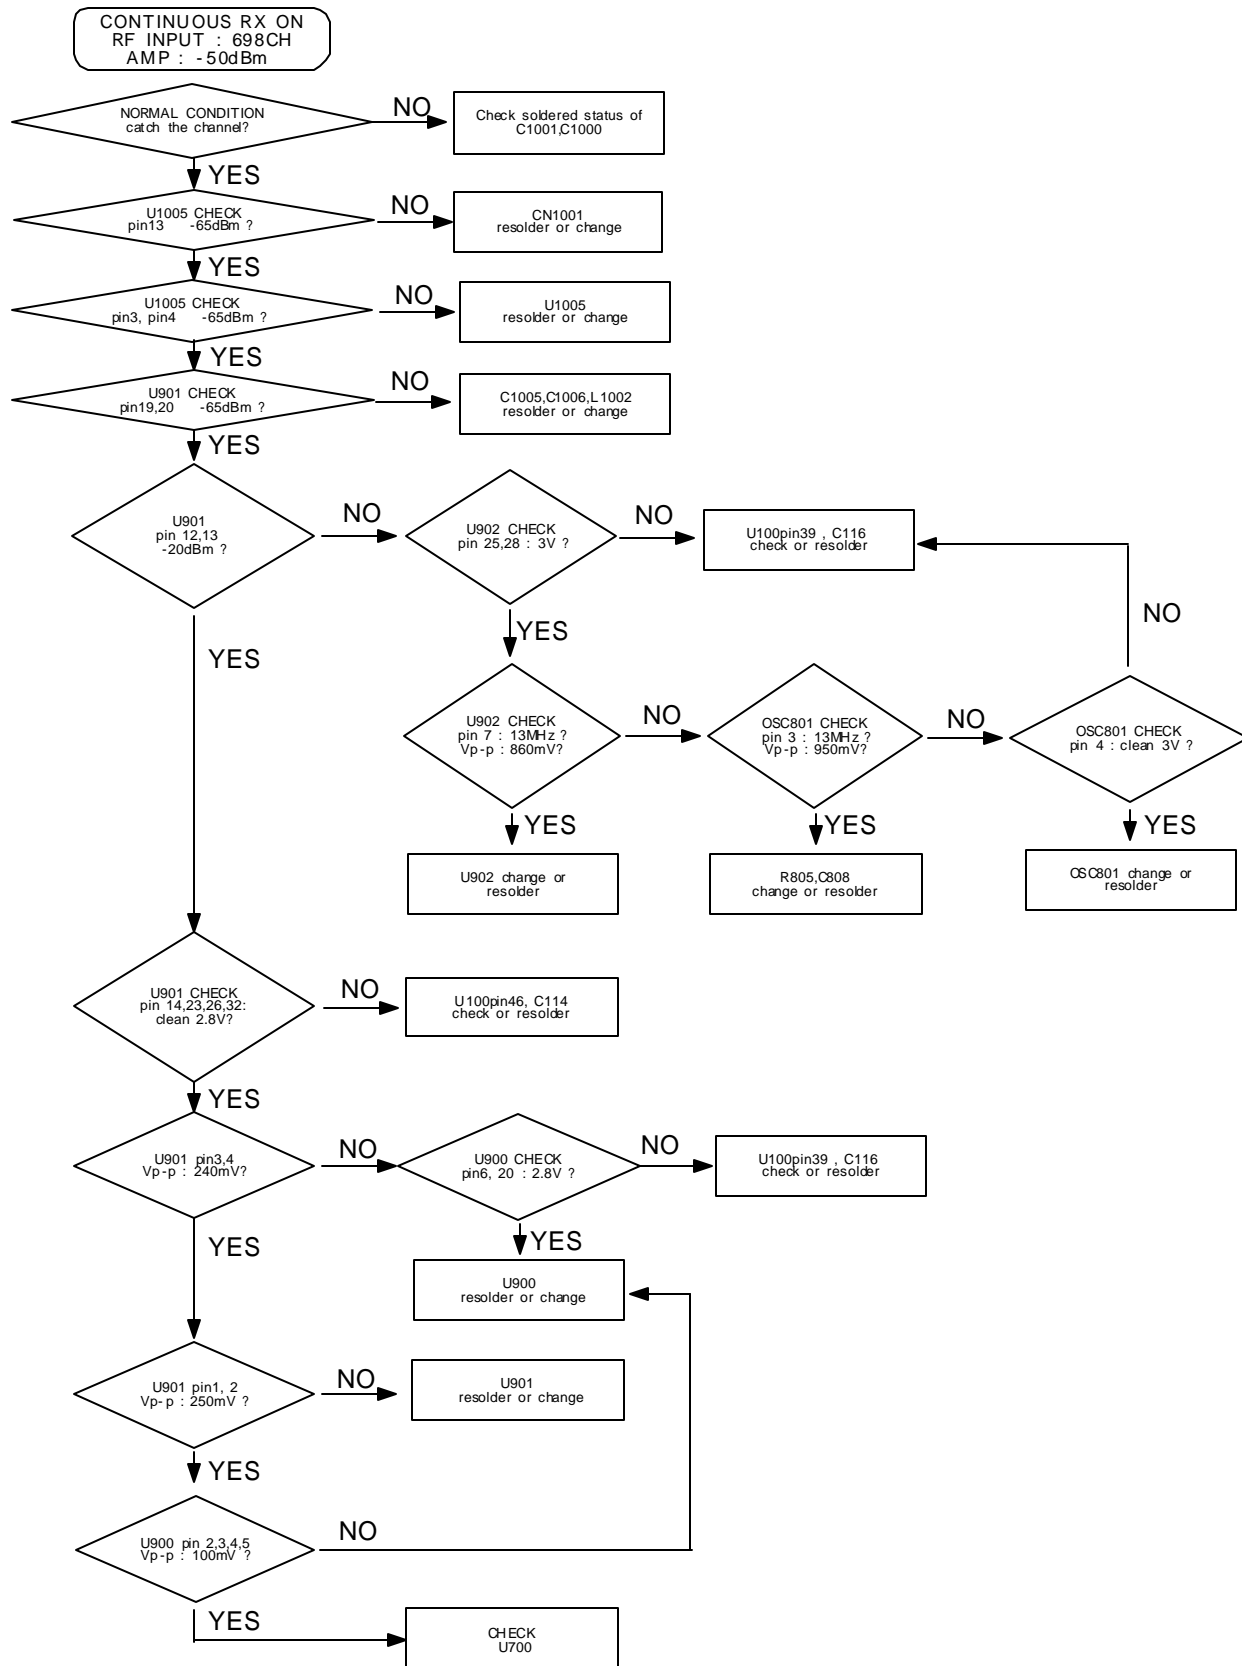 CONTINUOUS RX ON
RF INPUT : 698CH
AMP : -50dBm
NORMAL CONDITION
catch the channel?
NO
Check soldered status of
C1001,C1000
YES
U1005 CHECK
pin13 -65dBm ?
NO
CN1001
resolder or change
YES
U1005 CHECK
pin3, pin4 -65dBm ?
NO
U1005
resolder or change
YES
U901 CHECK
pin19,20 -65dBm ?
NO
C1005,C1006,L1002
resolder or change
YES
U901
pin 12,13
-20dBm ?
NO
U902 CHECK
pin 25,28 : 3V ?
NO
U100pin39 , C116
check or resolder
NO
YES
YES
U902 CHECK
pin 7 : 13MHz ?
Vp-p : 860mV?
NO
OSC801 CHECK
pin 3 : 13MHz ?
Vp-p : 950mV?
NO
OSC801 CHECK
pin 4 : clean 3V ?
YES
YES
YES
U902 change or
resolder
R805,C808
change or resolder
OSC801 change or
resolder
U901 CHECK
pin 14,23,26,32:
clean 2.8V?
NO
U100pin46, C114
check or resolder
YES
U901 pin3,4
Vp-p : 240mV?
NO
U900 CHECK
pin6, 20 : 2.8V ?
NO
U100pin39 , C116
check or resolder
YES
YES
U900
resolder or change
U901 pin1, 2
Vp-p : 250mV ?
NO
U901
resolder or change
YES
U900 pin 2,3,4,5
Vp-p : 100mV ?
NO
YES
CHECK
U700